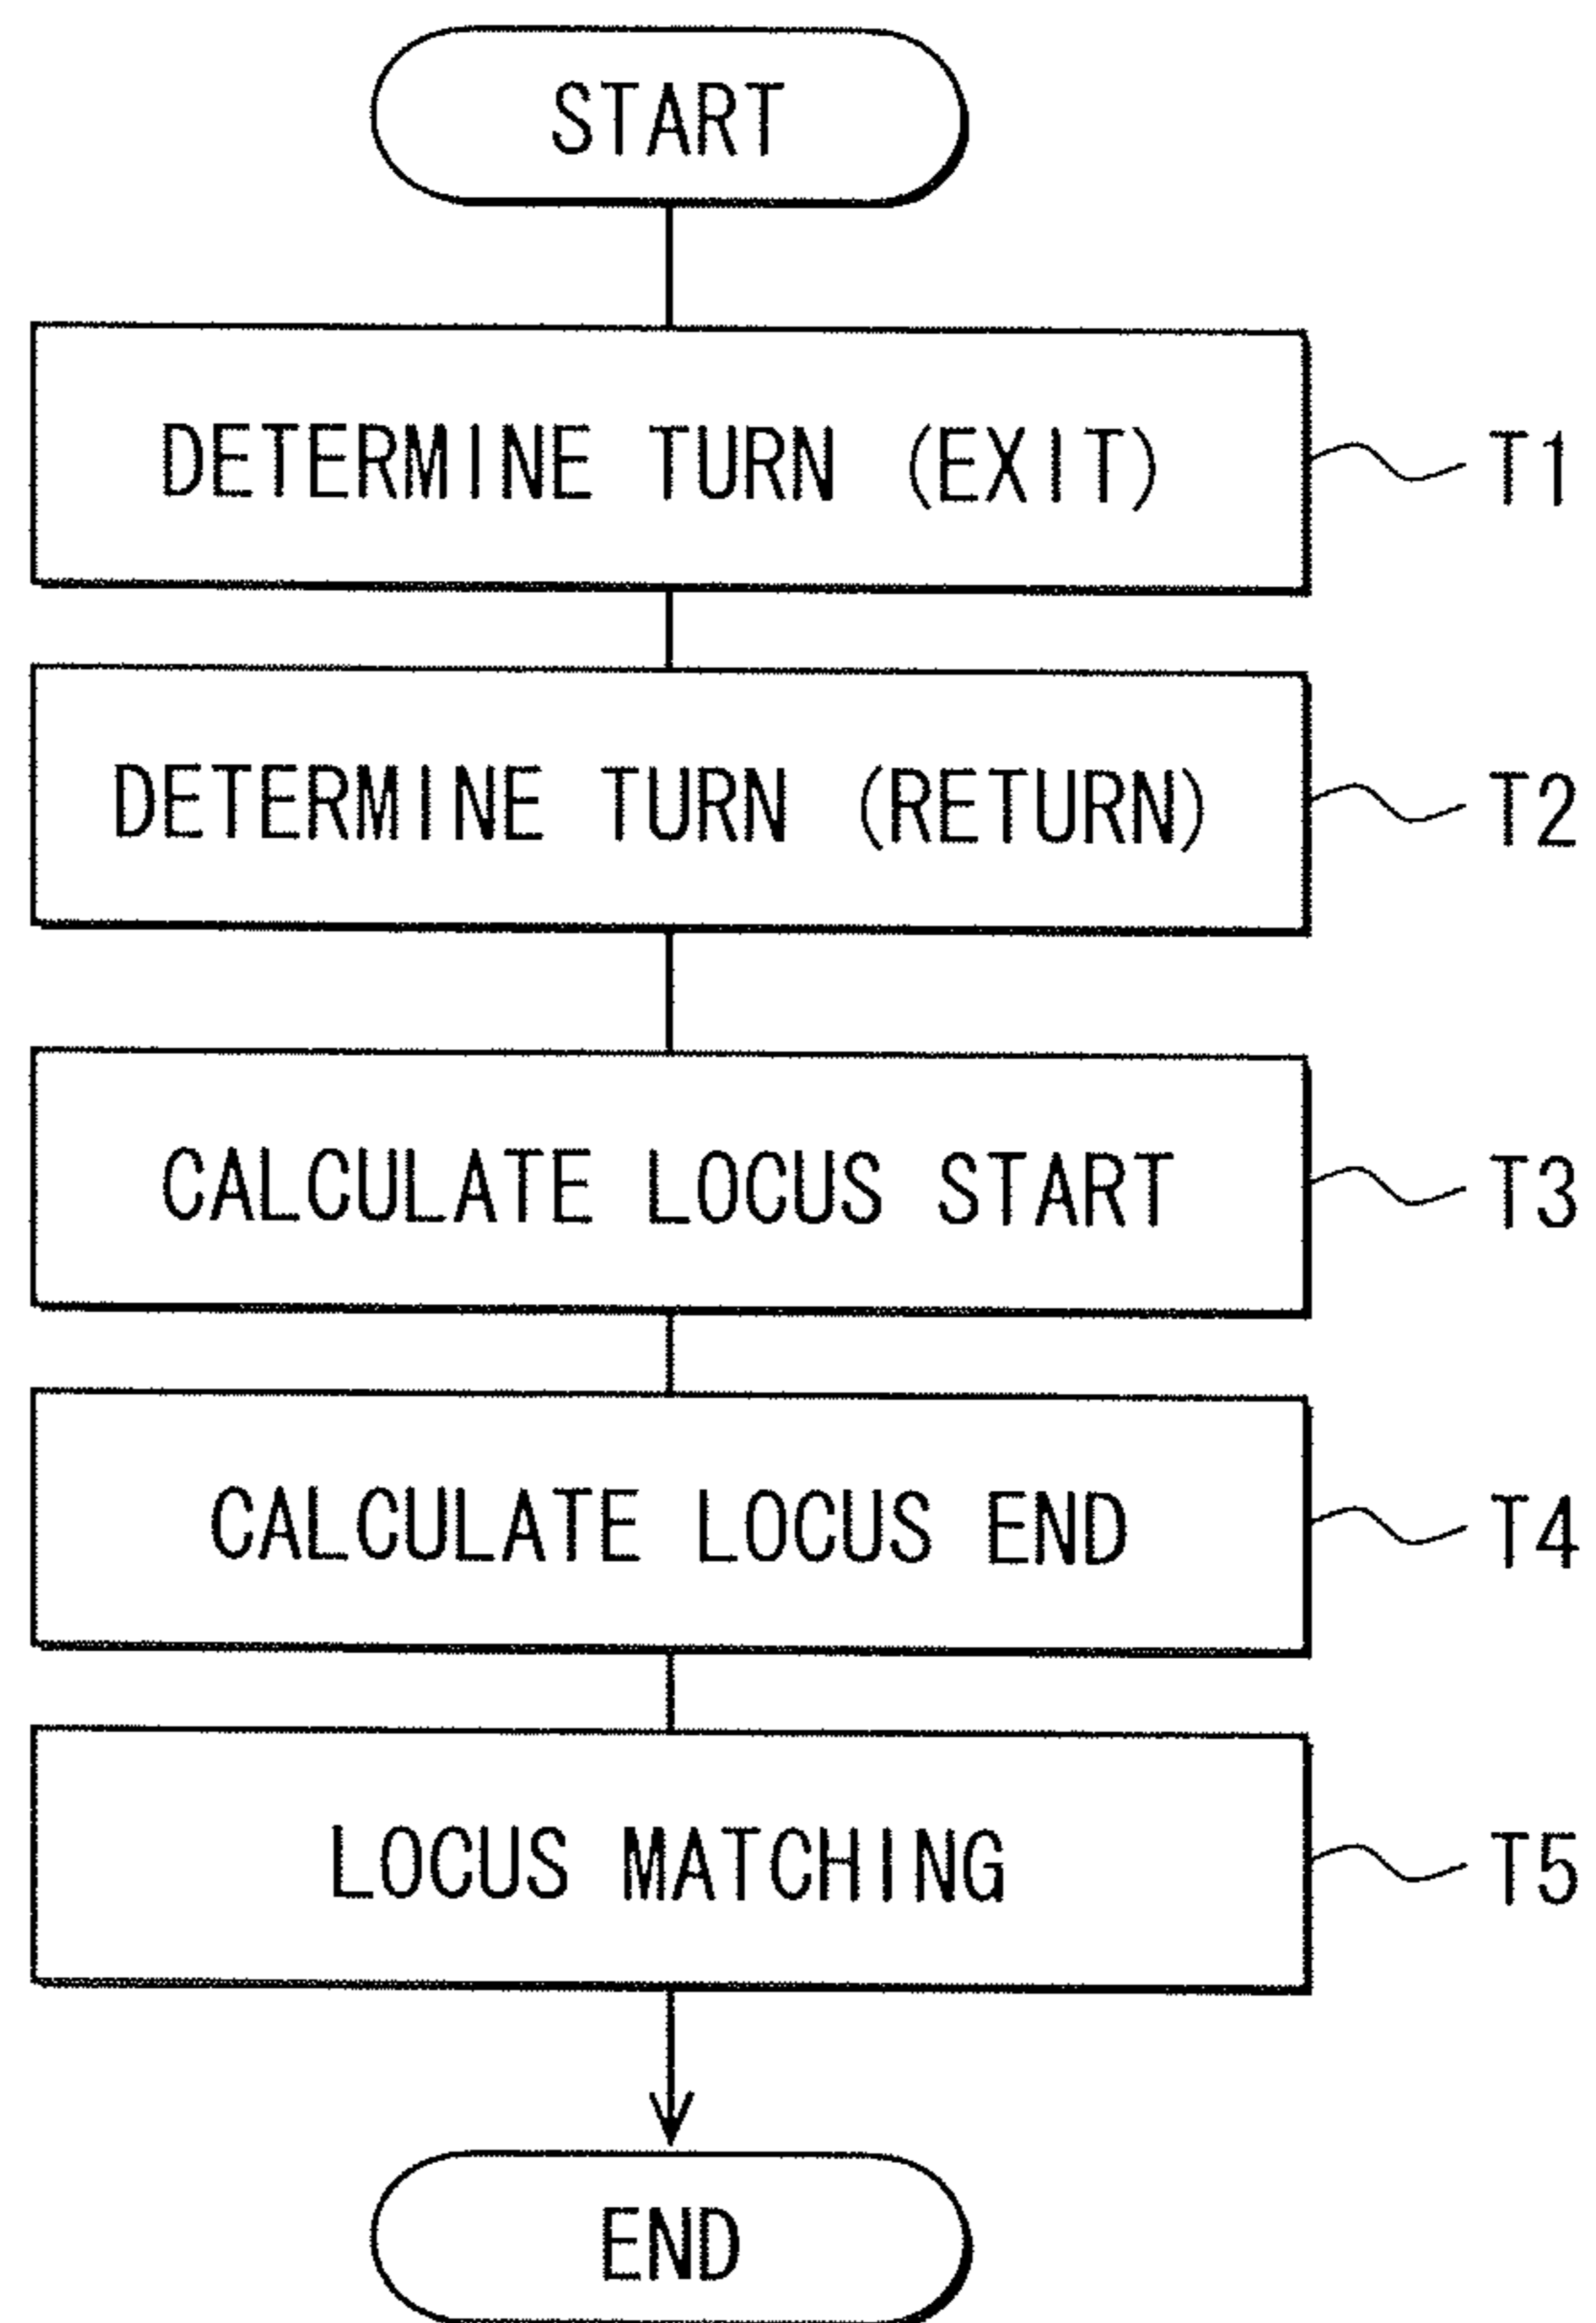 START
DETERMINE TURN (EXIT)
T1
DETERMINE TURN (RETURN)
T2
CALCULATE LOCUS START
T3
CALCULATE LOCUS END
T4
LOCUS MATCHING
T5
END